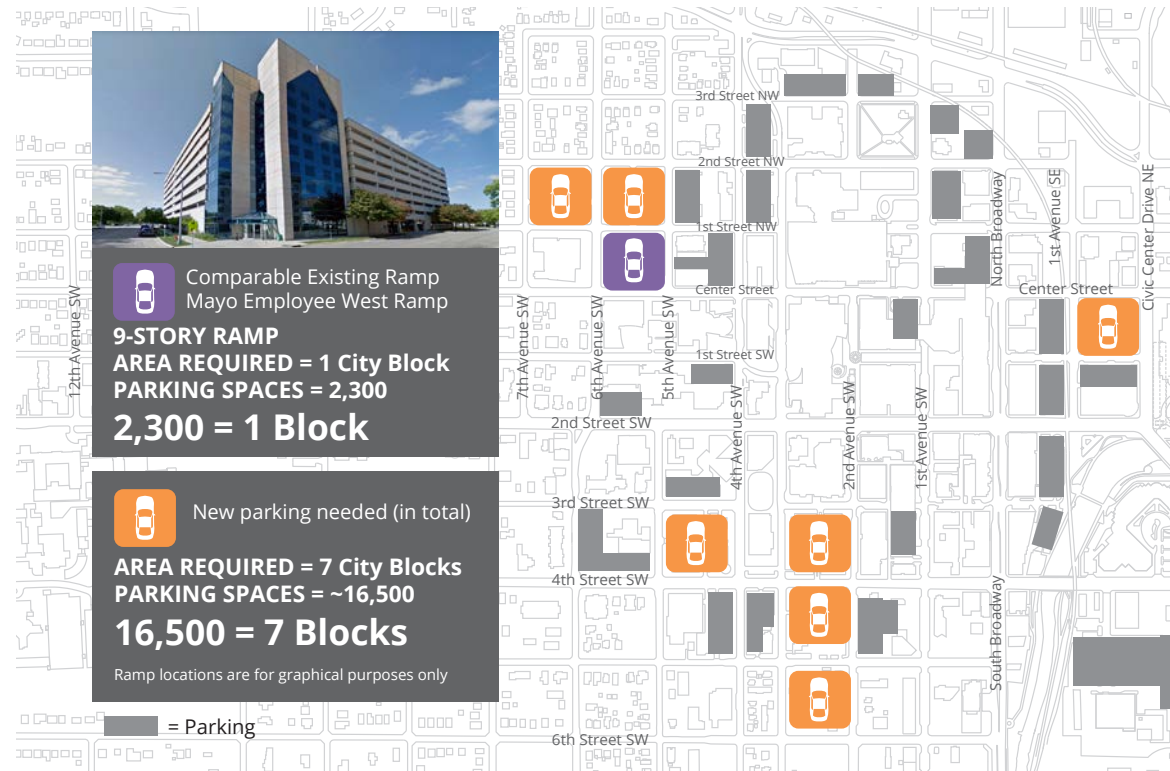 Comparable Existing Ramp
Mayo Employee West Ramp
9-STORY RAMP
AREA REQUIRED = 1 City Block
PARKING SPACES = 2,300
2,300 = 1 Block
New parking needed (in total)
AREA REQUIRED = 7 City Blocks
PARKING SPACES = ~16,500
16,500 = 7 Blocks
Ramp locations are for graphical purposes only
= Parking
3rd Street NW
2nd Street NW
1st Street NW
Center Street
Center Street
1st Street SW
2nd Street SW
3rd Street SW
4th Street SW
6th Street SW
12th Avenue SW
7th Avenue SW
6th Avenue SW
5th Avenue SW
4th Avenue SW
2nd Avenue SW
1st Avenue SW
North Broadway
South Broadway
1st Avenue SE
Civic Center Drive NE